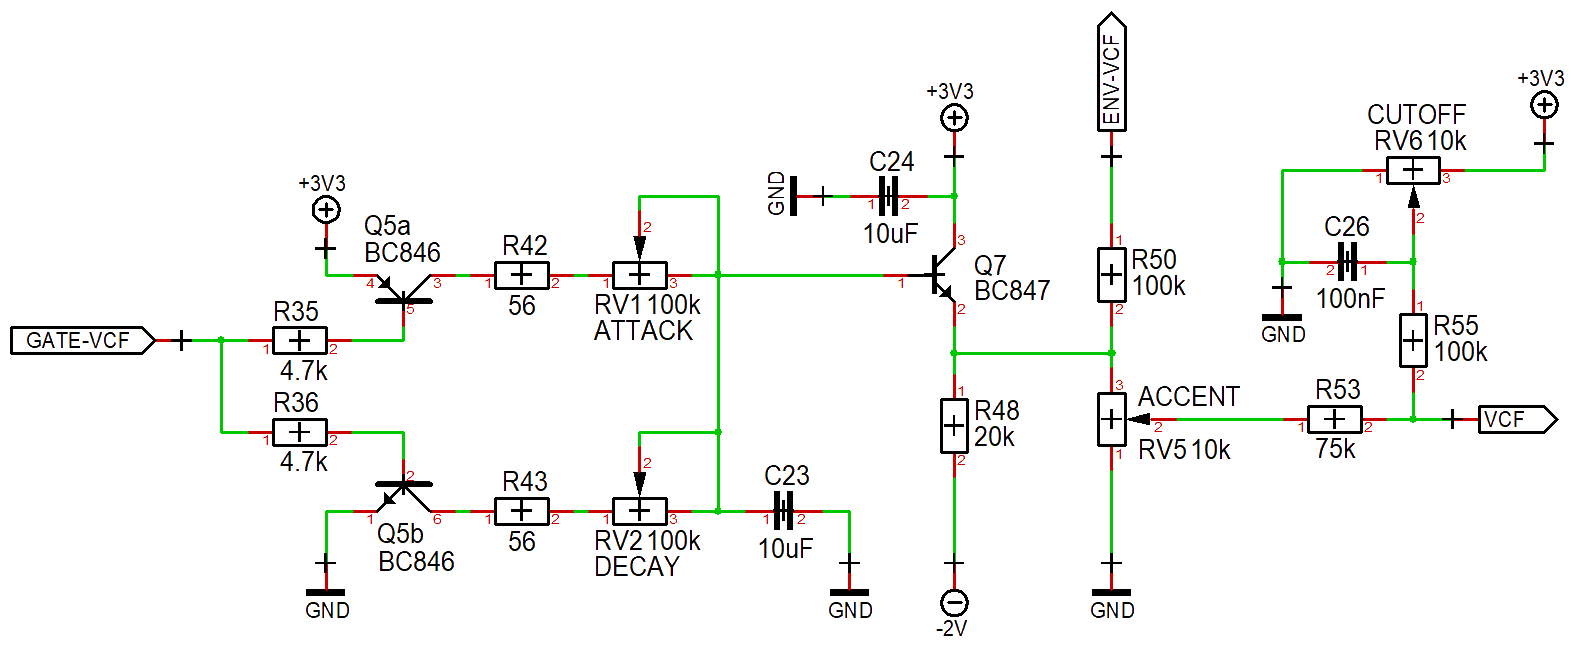 +3V3
Q5a
BC846
4
3
5
GATE-VCF
R35
1
2
4.7k
R36
1
2
4.7k
2
1
6
Q5b
BC846
GND
R42
1
2
56
R43
1
2
56
2
1
3
RV1 100k
ATTACK
2
1
3
RV2 100k
DECAY
C23
1
2
10uF
GND
GND
C24
1
2
10uF
+3V3
3
1
2
Q7
BC847
1
R48
20k
2
-2V
ENV-VCF
1
R50
100k
2
3
ACCENT
2
RV5 10k
1
GND
R53
1
2
75k
VCF
+3V3
CUTOFF
RV6 10k
1
3
2
C26
2
1
100nF
GND
1
R55
100k
2